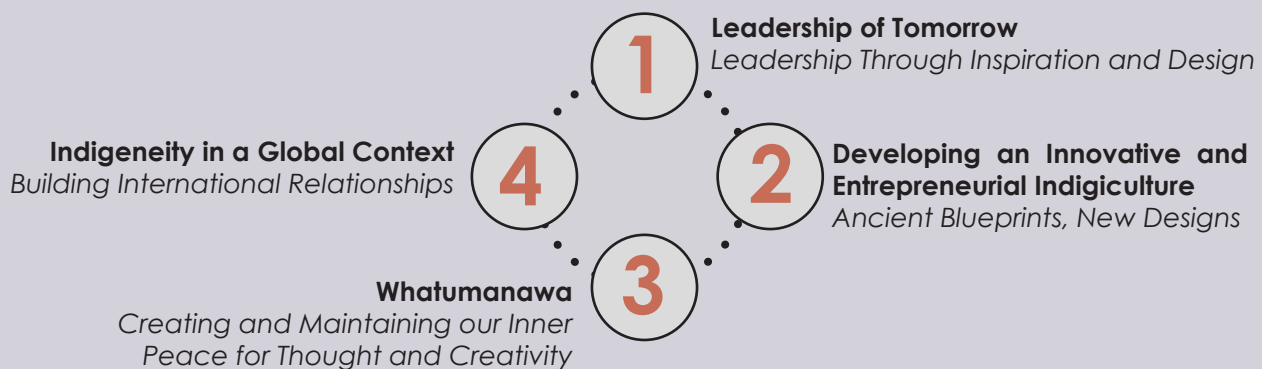 1
Leadership of Tomorrow
Leadership Through Inspiration and Design
2
Developing an Innovative and
Entrepreneurial Indigiculture
Ancient Blueprints, New Designs
3
Whatumanawa
Creating and Maintaining our Inner
Peace for Thought and Creativity
4
Indigeneity in a Global Context
Building International Relationships